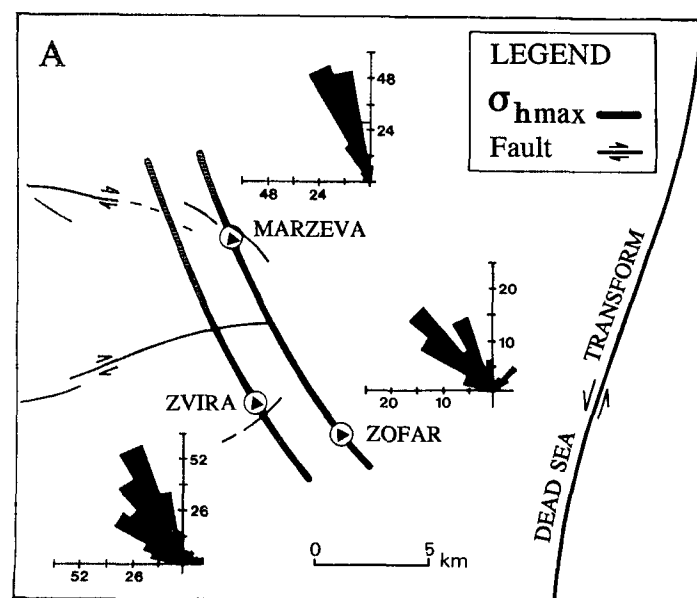 A
LEGEND
σhmax
Fault
48
24
48 24
MARZEVA
20
10
20 10
ZVIRA
ZOFAR
52
26
52 26
0 5
km
DEAD SEA TRANSFORM